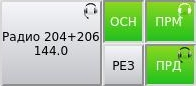 Радио 204+206
144.0
ОСН ПРМ
РЕЗ ПРД